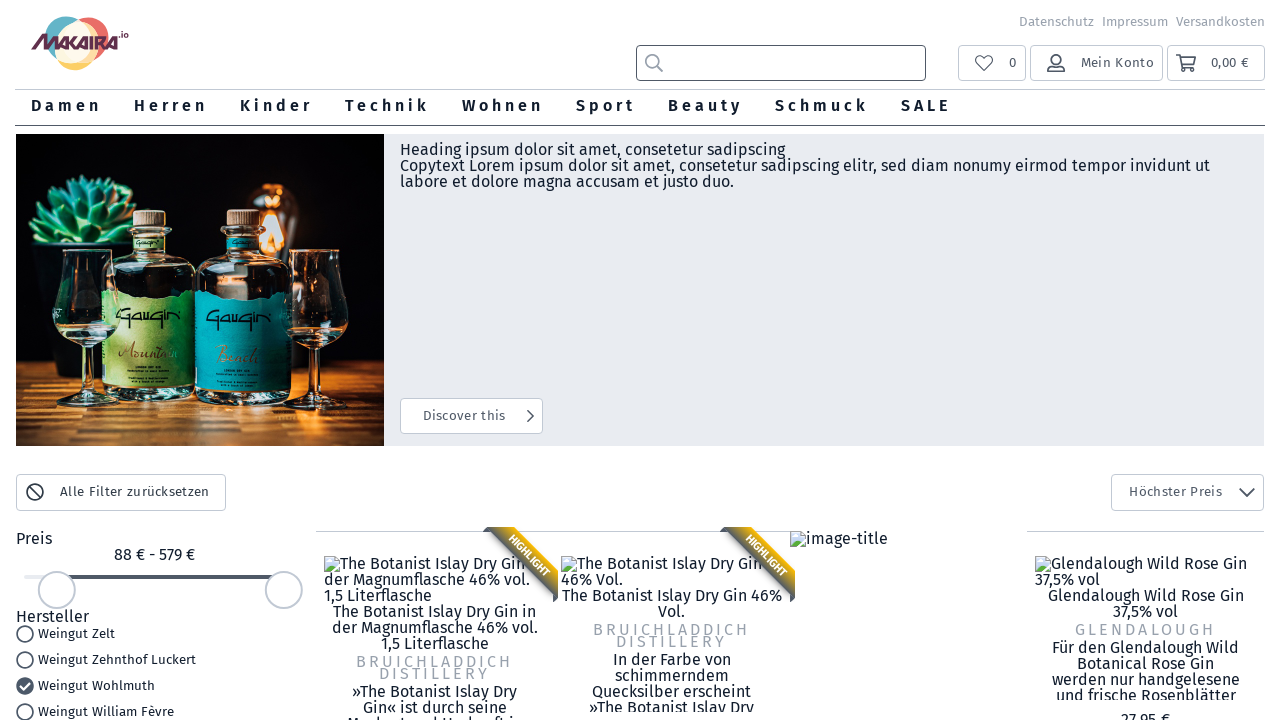 MAKAIRA.io
Datenschutz Impressum Versandkosten
0
Mein Konto
0,00 €
Damen Herren Kinder Technik Wohnen Sport Beauty Schmuck SALE
Heading ipsum dolor sit amet, consetetur sadipscing
Copytext Lorem ipsum dolor sit amet, consetetur sadipscing elitr, sed diam nonumy eirmod tempor invidunt ut
labore et dolore magna accusam et justo duo.
GauGin
GauGin
Mountain
Beach
Discover this
Alle Filter zurücksetzen
Höchster Preis
Preis
88 € - 579 €
Hersteller
Weingut Zelt
Weingut Zehnthof Luckert
Weingut Wohlmuth
Weingut William Fèvre
HIGHLIGHT
The Botanist Islay Dry Gin
der Magnumflasche 46% vol.
1,5 Literflasche
The Botanist Islay Dry Gin in
der Magnumflasche 46% vol.
1,5 Literflasche
BRUICHLADDICH
DISTILLERY
»The Botanist Islay Dry
Gin« ist durch seine
HIGHLIGHT
The Botanist Islay Dry Gin
46% Vol.
The Botanist Islay Dry Gin 46%
Vol.
BRUICHLADDICH
DISTILLERY
In der Farbe von
schimmerndem
Quecksilber erscheint
»The Botanist Islay Dry
image-title
Glendalough Wild Rose Gin
37,5% vol
Glendalough Wild Rose Gin
37,5% vol
GLENDALOUGH
Für den Glendalough Wild
Botanical Rose Gin
werden nur handgelesene
und frische Rosenblätter
27,95 €